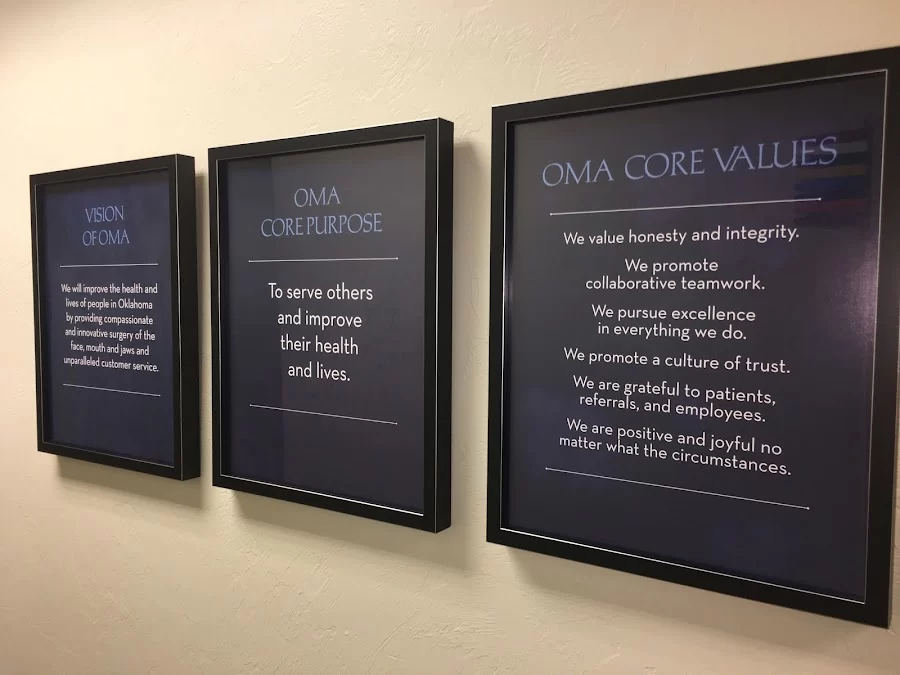 VISION
OF OMA
We will improve the health and
lives of people in Oklahoma
by providing compassionate
and innovative surgery of the
face, mouth and jaws and
unparalleled customer service.
OMA
CORE PURPOSE
To serve others
and improve
their health
and lives.
OMA CORE VALUES
We value honesty and integrity.
We promote
collaborative teamwork.
We pursue excellence
in everything we do.
We promote a culture of trust.
We are grateful to patients,
referrals, and employees.
We are positive and joyful no
matter what the circumstances.